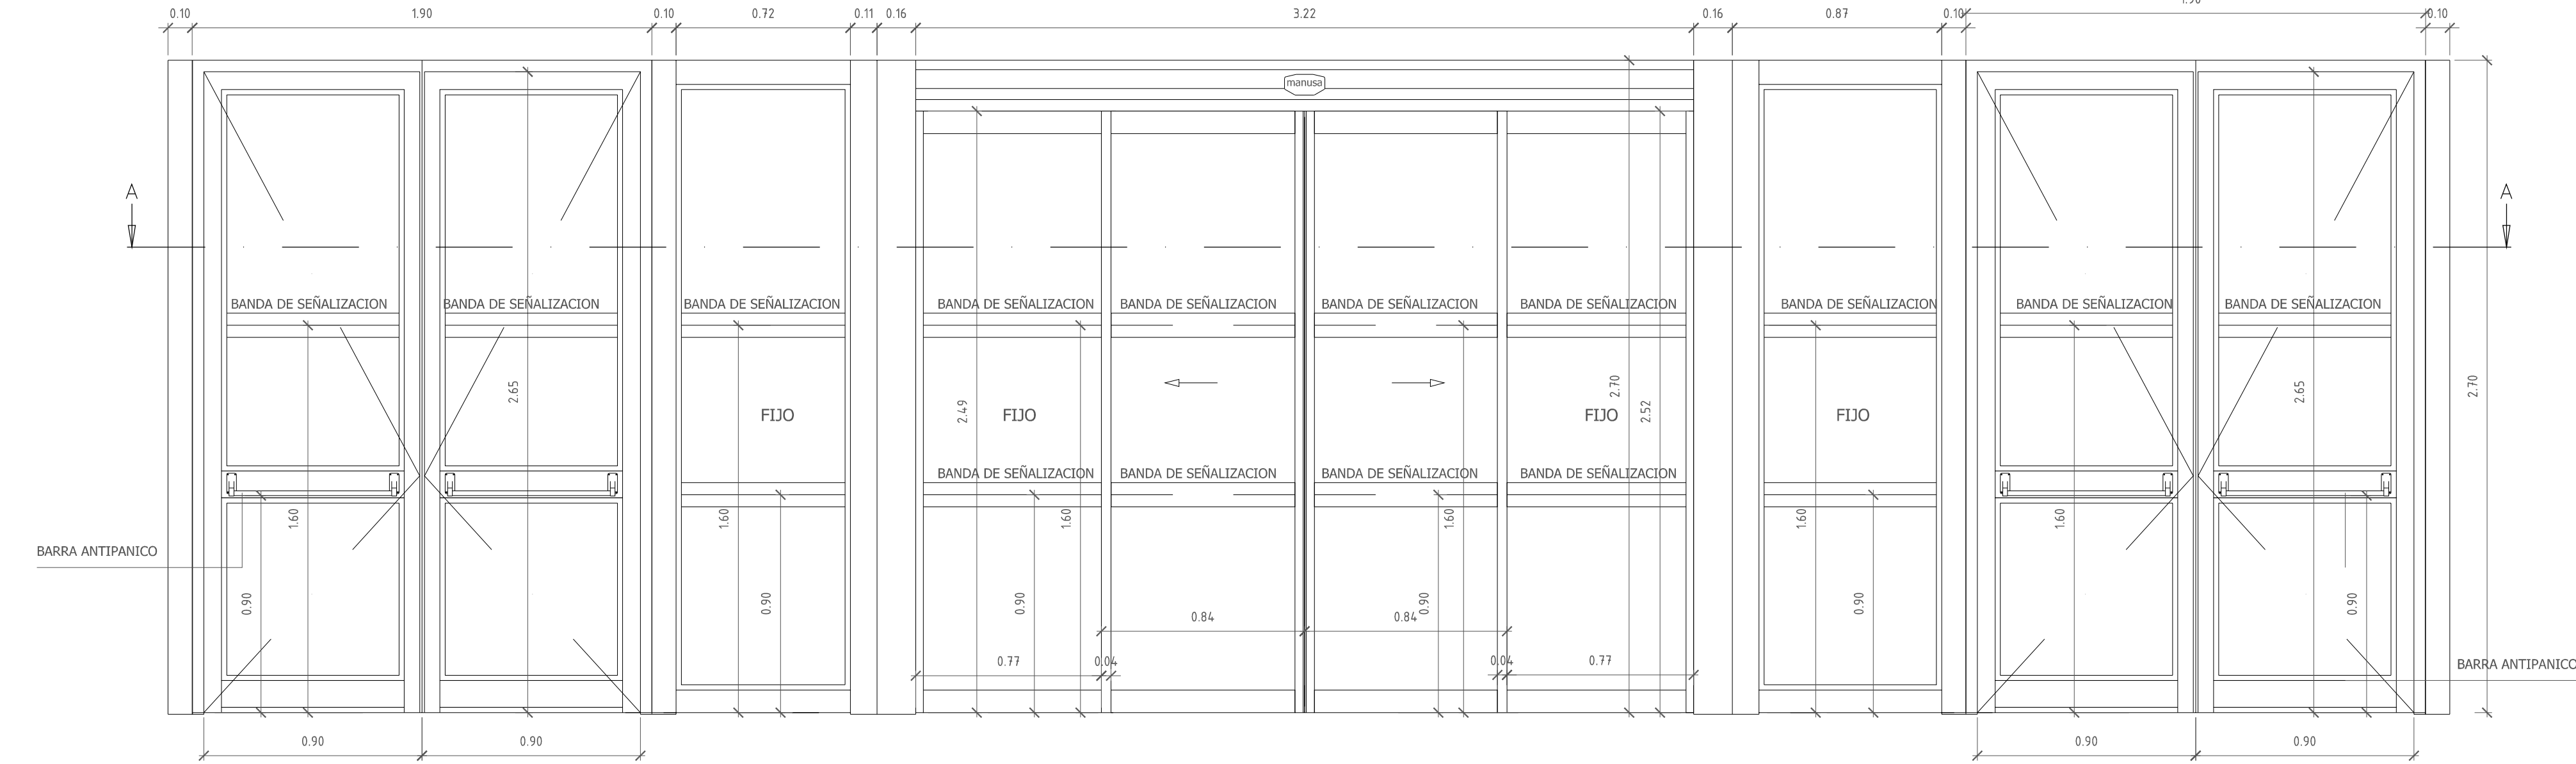 0.10 1.90 0.10 0.72 0.11 0.16 3.22 0.16 0.87 0.10 1.90 0.10
manusa
A A
BANDA DE SEÑALIZACION BANDA DE SEÑALIZACION BANDA DE SEÑALIZACION BANDA DE SEÑALIZACION BANDA DE SEÑALIZACION BANDA DE SEÑALIZACION BANDA DE SEÑALIZACION BANDA DE SEÑALIZACION BANDA DE SEÑALIZACION BANDA DE SEÑALIZACION
2.65 2.70 2.65 2.70
2.49 2.52
FIJO FIJO FIJO FIJO
BANDA DE SEÑALIZACION BANDA DE SEÑALIZACION BANDA DE SEÑALIZACION BANDA DE SEÑALIZACION
1.60 1.60 1.60 1.60 1.60 1.60
BARRA ANTIPANICO
0.90 0.90 0.90 0.90 0.90 0.90
0.84 0.84
0.77 0.04 0.04 0.77
BARRA ANTIPANICO
0.90 0.90 0.90 0.90